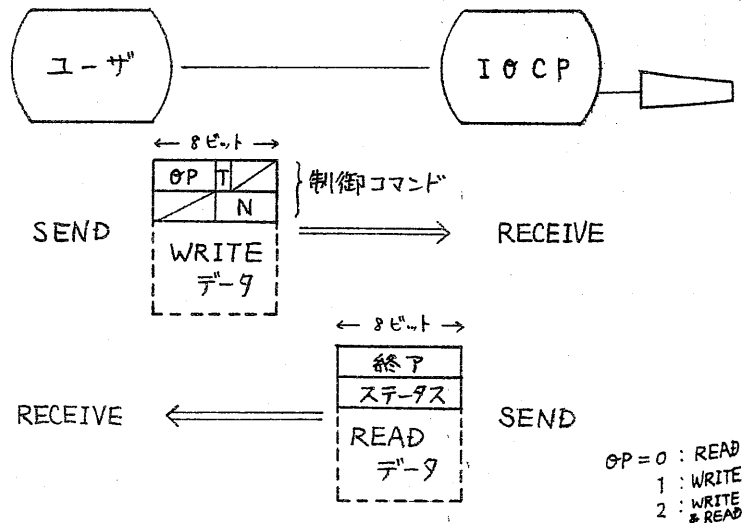 ユーザ
IOCP
← 8ビット →
OP T
N
制御コマンド
SEND
WRITE
データ
RECEIVE
← 8ビット →
終了
ステータス
RECEIVE
READ
データ
SEND
OP = 0 : READ
1 : WRITE
2 : WRITE
& READ